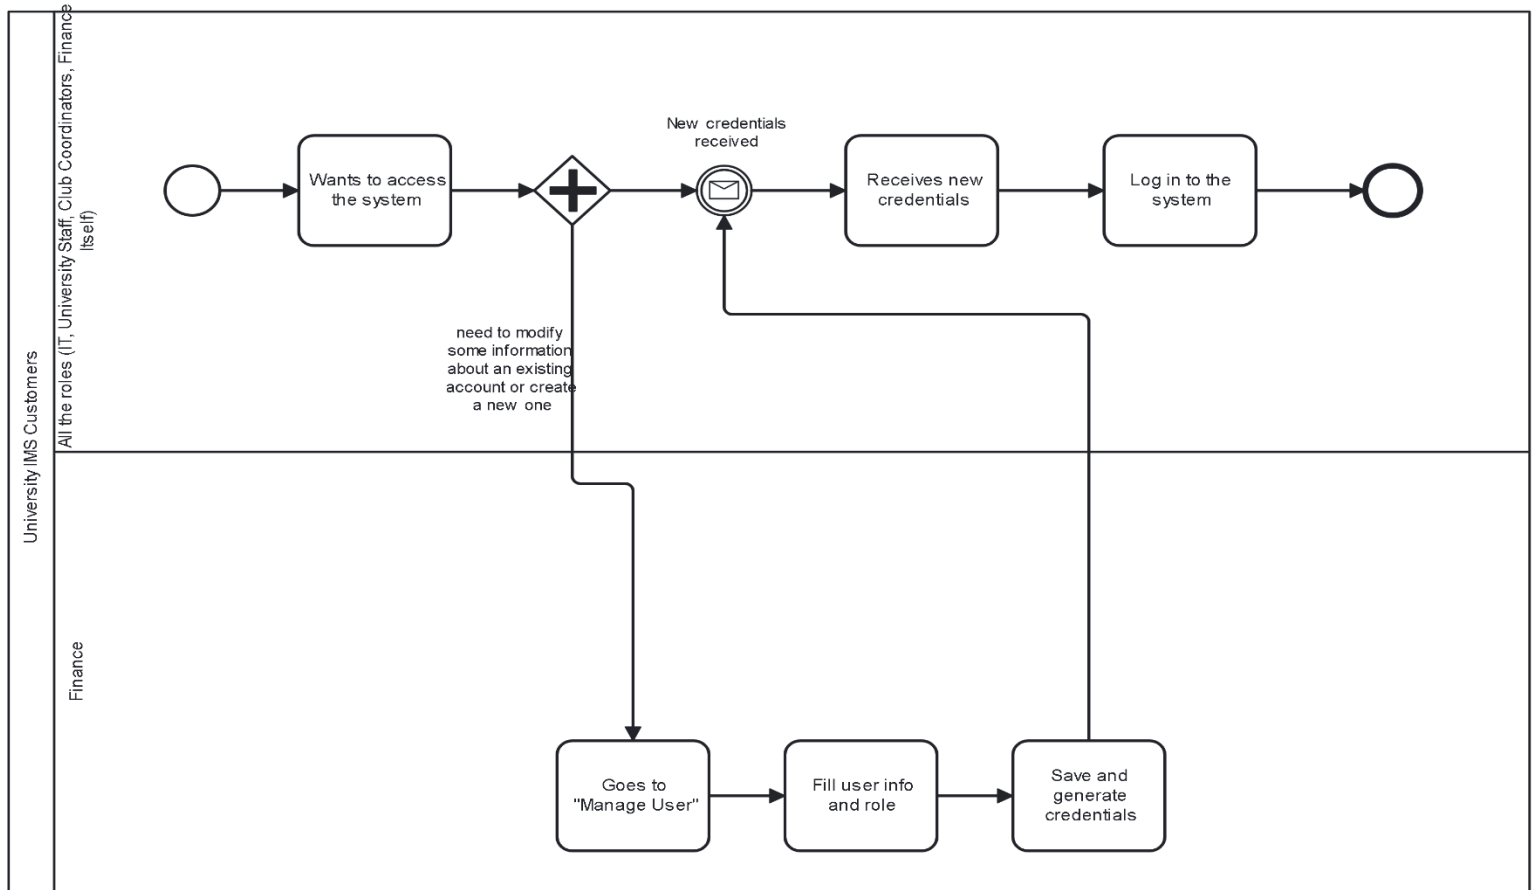 University IMS Customers
All the roles (IT, University Staff, Club Coordinators, Finance
Itself)
Wants to access
the system
New credentials
received
Receives new
credentials
Log in to the
system
need to modify
some information
about an existing
account or create
a new one
Finance
Goes to
"Manage User"
Fill user info
and role
Save and
generate
credentials